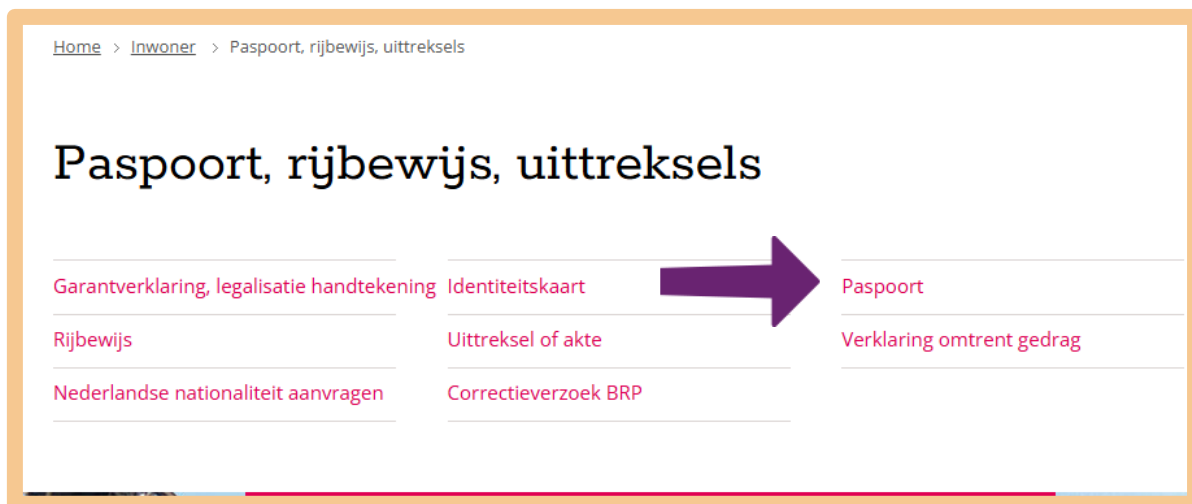 Home > Inwoner > Paspoort, rijbewijs, uittreksels
Paspoort, rijbewijs, uittreksels
Garantverklaring, legalisatie handtekening Identiteitskaart Paspoort
Rijbewijs Uittreksel of akte Verklaring omtrent gedrag
Nederlandse nationaliteit aanvragen Correctieverzoek BRP